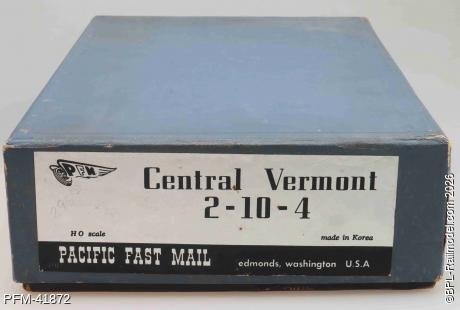 PFM
Central Vermont
2-10-4
HO scale
made in Korea
PACIFIC FAST MAIL
edmonds, washington U.S.A
PFM-41872
©BPL-Railmodel.com 2026